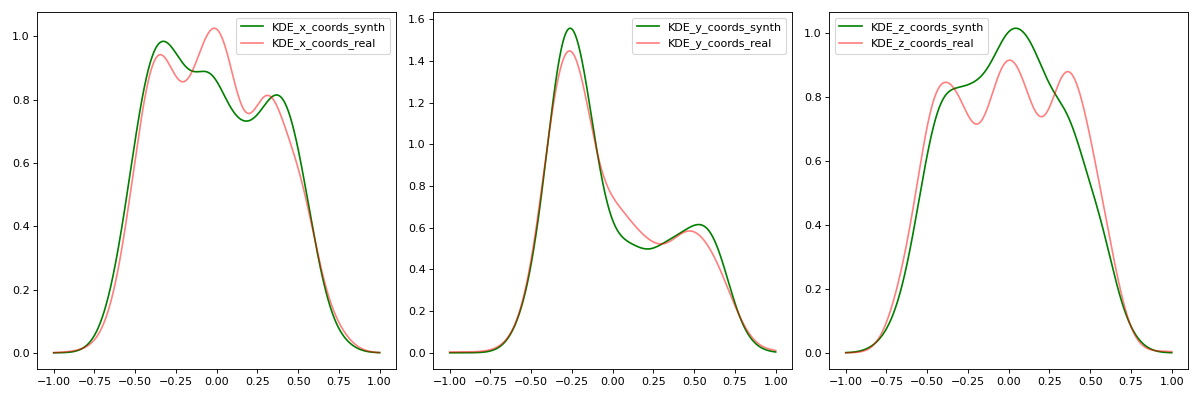 KDE_x_coords_synth
KDE_x_coords_real
1.0
0.8
0.6
0.4
0.2
0.0
−1.00 −0.75 −0.50 −0.25 0.00 0.25 0.50 0.75 1.00
KDE_y_coords_synth
KDE_y_coords_real
1.6
1.4
1.2
1.0
0.8
0.6
0.4
0.2
0.0
−1.00 −0.75 −0.50 −0.25 0.00 0.25 0.50 0.75 1.00
KDE_z_coords_synth
KDE_z_coords_real
1.0
0.8
0.6
0.4
0.2
0.0
−1.00 −0.75 −0.50 −0.25 0.00 0.25 0.50 0.75 1.00